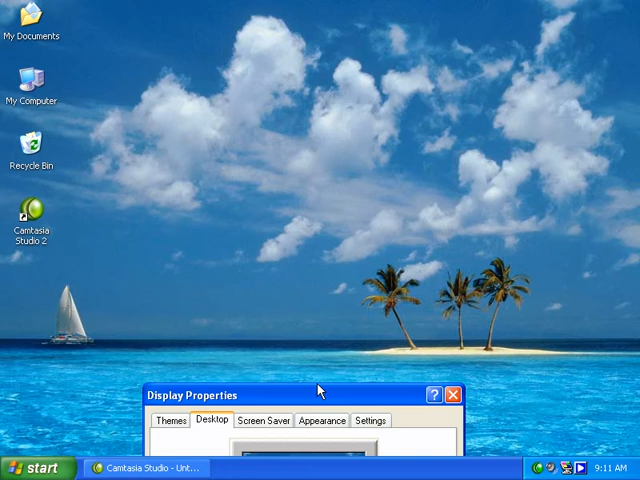 My Documents
My Computer
Recycle Bin
Camtasia
Studio 2
Display Properties
?
Themes
Desktop
Screen Saver
Appearance
Settings
start
Camtasia Studio - Unt...
9:11 AM